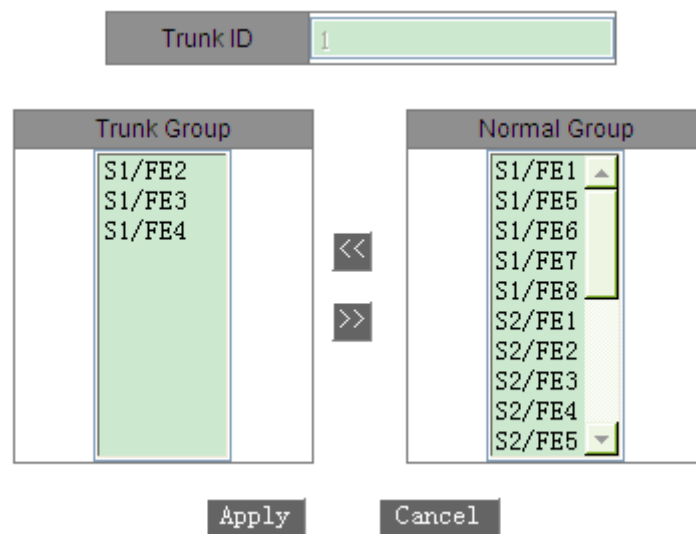 Trunk ID
1
Trunk Group
S1/FE2
S1/FE3
S1/FE4
<<
>>
Normal Group
S1/FE1
S1/FE5
S1/FE6
S1/FE7
S1/FE8
S2/FE1
S2/FE2
S2/FE3
S2/FE4
S2/FE5
Apply
Cancel